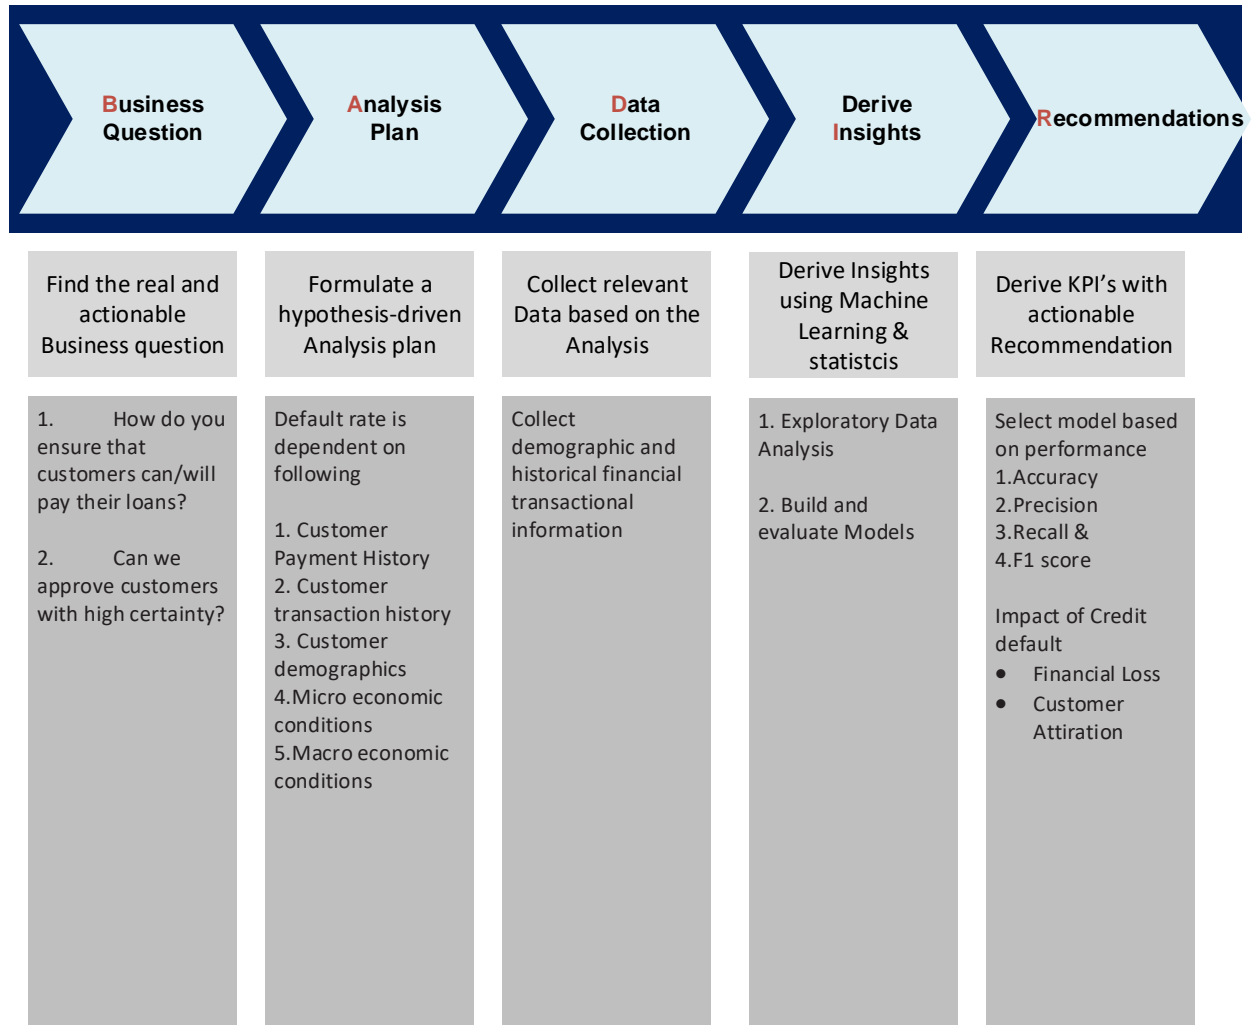 Business
Question
Analysis
Plan
Data
Collection
Derive
Insights
Recommendations
Find the real and
actionable
Business question
Formulate a
hypothesis-driven
Analysis plan
Collect relevant
Data based on the
Analysis
Derive Insights
using Machine
Learning &
statistcis
Derive KPI’s with
actionable
Recommendation
1. How do you
ensure that
customers can/will
pay their loans?
2. Can we
approve customers
with high certainty?
Default rate is
dependent on
following
1. Customer
Payment History
2. Customer
transaction history
3. Customer
demographics
4.Micro economic
conditions
5.Macro economic
conditions
Collect
demographic and
historical financial
transactional
information
1. Exploratory Data
Analysis
2. Build and
evaluate Models
Select model based
on performance
1.Accuracy
2.Precision
3.Recall &
4.F1 score
Impact of Credit
default
• Financial Loss
• Customer
Attiration